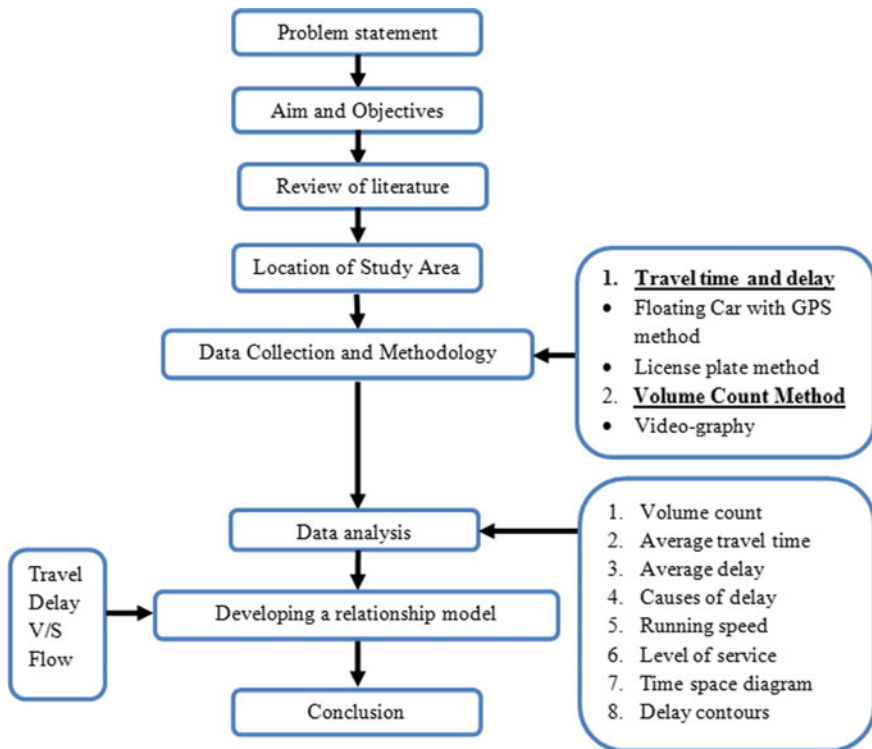 Problem statement
Aim and Objectives
Review of literature
Location of Study Area
Data Collection and Methodology
1. Travel time and delay
• Floating Car with GPS
method
• License plate method
2. Volume Count Method
• Video-graphy
Data analysis
1. Volume count
2. Average travel time
3. Average delay
4. Causes of delay
5. Running speed
6. Level of service
7. Time space diagram
8. Delay contours
Travel
Delay
V/S
Flow
Developing a relationship model
Conclusion